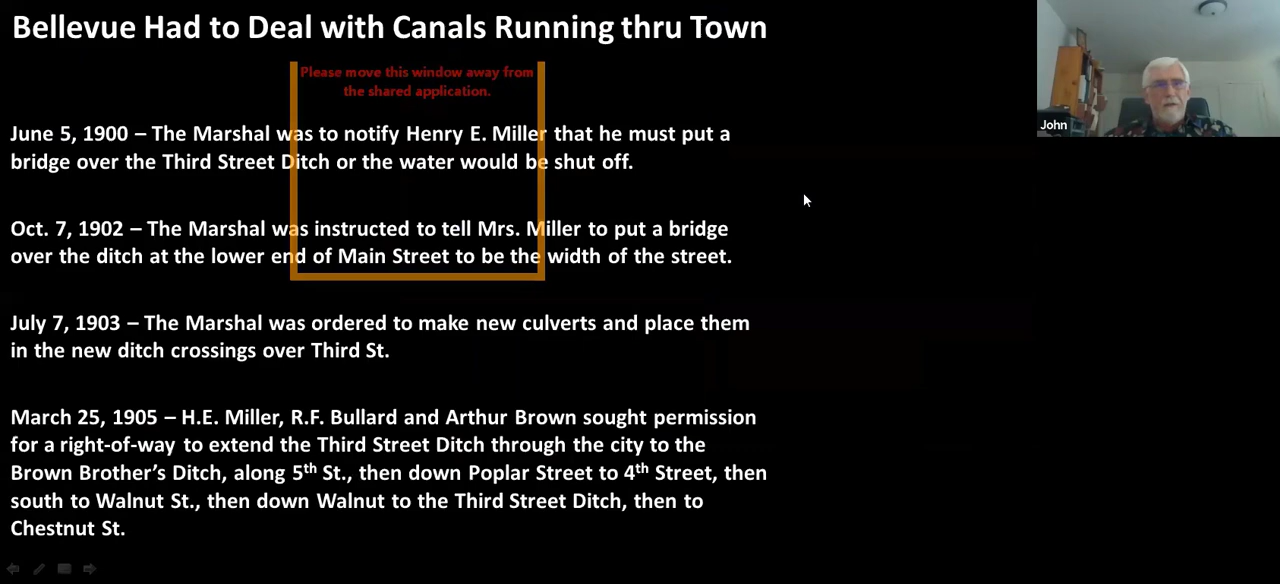 Bellevue Had to Deal with Canals Running thru Town
Please move this window away from
the shared application.
John
June 5, 1900 – The Marshal was to notify Henry E. Miller that he must put a
bridge over the Third Street Ditch or the water would be shut off.
Oct. 7, 1902 – The Marshal was instructed to tell Mrs. Miller to put a bridge
over the ditch at the lower end of Main Street to be the width of the street.
July 7, 1903 – The Marshal was ordered to make new culverts and place them
in the new ditch crossings over Third St.
March 25, 1905 – H.E. Miller, R.F. Bullard and Arthur Brown sought permission
for a right-of-way to extend the Third Street Ditch through the city to the
Brown Brother’s Ditch, along 5th St., then down Poplar Street to 4th Street, then
south to Walnut St., then down Walnut to the Third Street Ditch, then to
Chestnut St.